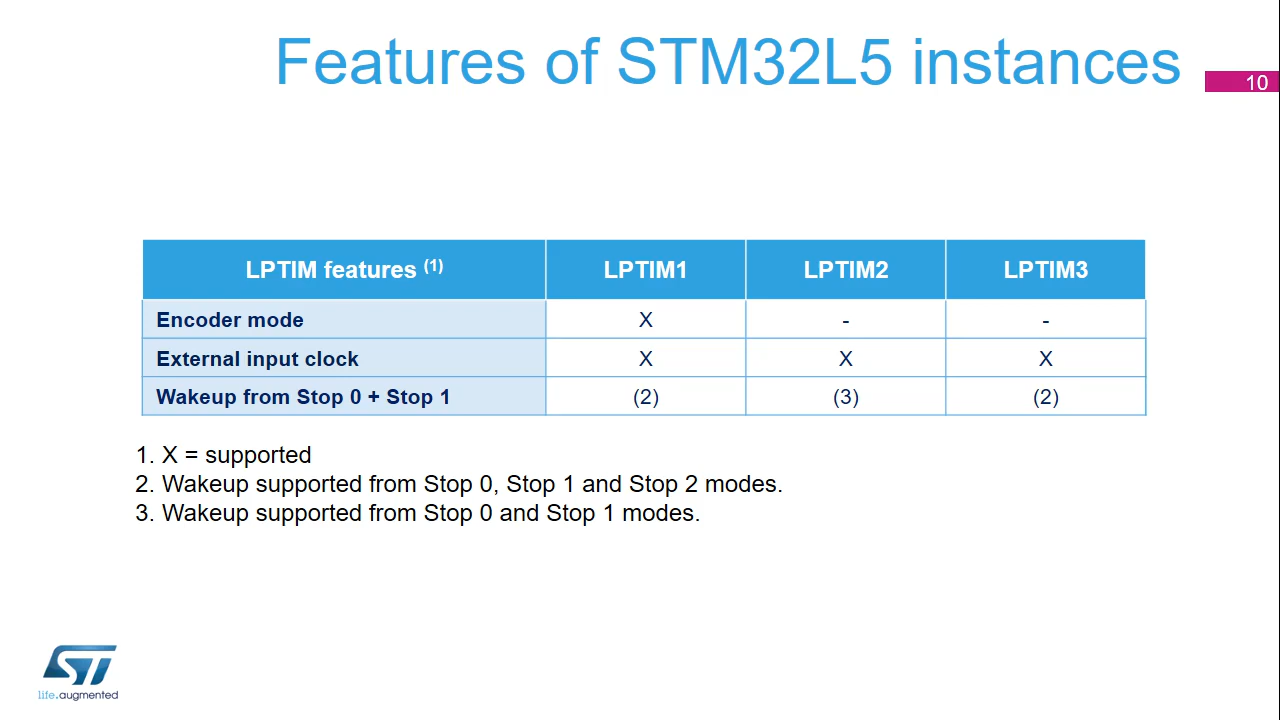 Features of STM32L5 instances
10
LPTIM features (1) LPTIM1 LPTIM2 LPTIM3
Encoder mode X - -
External input clock X X X
Wakeup from Stop 0 + Stop 1 (2) (3) (2)
1. X = supported
2. Wakeup supported from Stop 0, Stop 1 and Stop 2 modes.
3. Wakeup supported from Stop 0 and Stop 1 modes.
ST
life.augmented